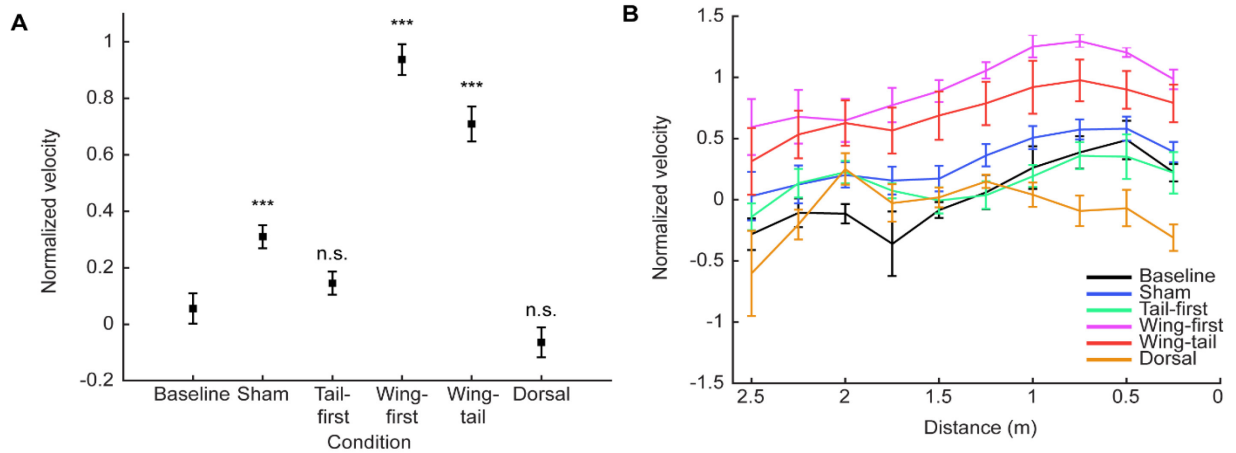 A
Normalized velocity
1
0.8
0.6
0.4
0.2
0
-0.2
***
***
***
n.s.
n.s.
Baseline Sham Tail-first Wing-first Wing-tail Dorsal
Condition
B
Normalized velocity
1.5
1
0.5
0
-0.5
-1
-1.5
Baseline
Sham
Tail-first
Wing-first
Wing-tail
Dorsal
2.5 2 1.5 1 0.5 0
Distance (m)